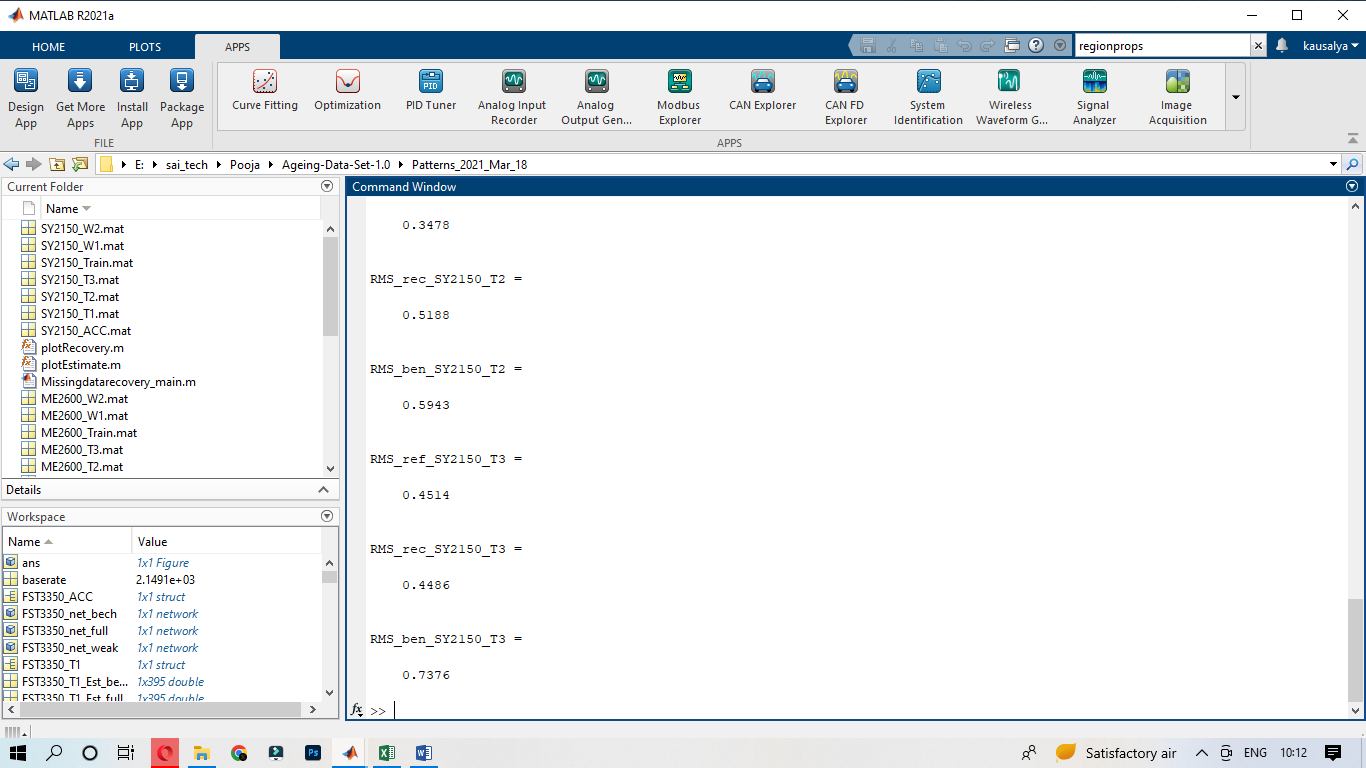 MATLAB R2021a
HOME PLOTS APPS
regionprops
kausalya
Design App
Get More Apps
Install App
Package App
Curve Fitting
Optimization
PID Tuner
Analog Input Recorder
Analog Output Gen...
Modbus Explorer
CAN Explorer
CAN FD Explorer
System Identification
Wireless Waveform G...
Signal Analyzer
Image Acquisition
FILE
APPS
E: sai_tech Pooja Ageing-Data-Set-1.0 Patterns_2021_Mar_18
Current Folder
Name
SY2150_W2.mat
SY2150_W1.mat
SY2150_Train.mat
SY2150_T3.mat
SY2150_T2.mat
SY2150_T1.mat
SY2150_ACC.mat
plotRecovery.m
plotEstimate.m
Missingdatarecovery_main.m
ME2600_W2.mat
ME2600_W1.mat
ME2600_Train.mat
ME2600_T3.mat
ME2600_T2.mat
Details
Workspace
Name Value
ans 1x1 Figure
baserate 2.1491e+03
FST3350_ACC 1x1 struct
FST3350_net_bech 1x1 network
FST3350_net_full 1x1 network
FST3350_net_weak 1x1 network
FST3350_T1 1x1 struct
FST3350_T1_Est_be... 1x395 double
FST3350_T1_Est_full 1x395 double
Command Window
0.3478
RMS_rec_SY2150_T2 =
0.5188
RMS_ben_SY2150_T2 =
0.5943
RMS_ref_SY2150_T3 =
0.4514
RMS_rec_SY2150_T3 =
0.4486
RMS_ben_SY2150_T3 =
0.7376
fx >>
Satisfactory air
ENG
10:12